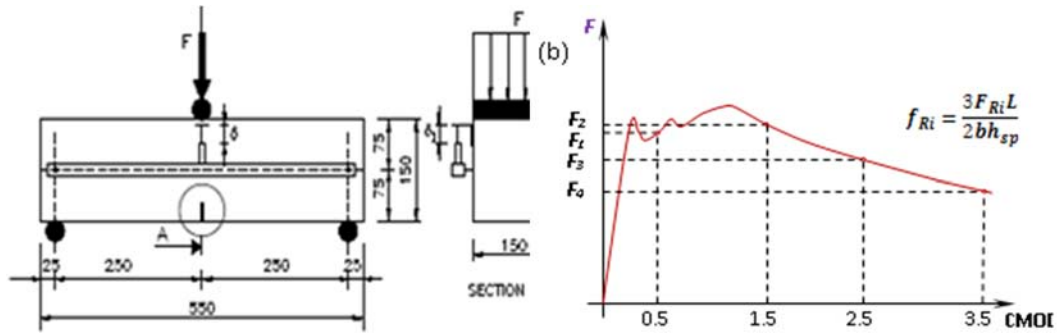 F
δ
75
75
150
A
25
250
250
25
550
F
δ
150
SECTION
(b)
F
F2
F1
F3
F4
0.5
1.5
2.5
3.5
CMOD
fRi = 3FRiL / 2bhsp